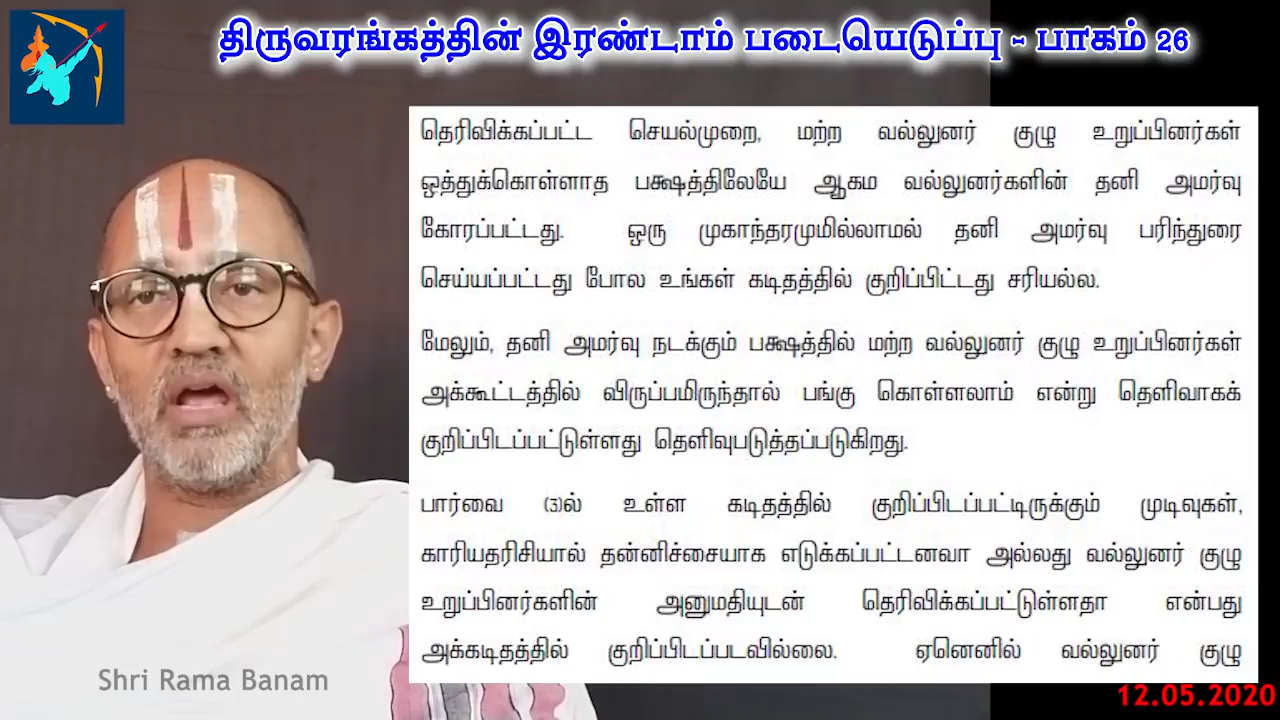 திருவரங்கத்தின் இரண்டாம் படையெடுப்பு - பாகம் 26
தெரிவிக்கப்பட்ட செயல்முறை, மற்ற வல்லுனர் குழு உறுப்பினர்கள்
ஒத்துக்கொள்ளாத பக்ஷத்திலேயே ஆகம வல்லுனர்களின் தனி அமர்வு
கோரப்பட்டது. ஒரு முகாந்தரமுமில்லாமல் தனி அமர்வு பரிந்துரை
செய்யப்பட்டது போல உங்கள் கடிதத்தில் குறிப்பிட்டது சரியல்ல.
மேலும், தனி அமர்வு நடக்கும் பக்ஷத்தில் மற்ற வல்லுனர் குழு உறுப்பினர்கள்
அக்கூட்டத்தில் விருப்பமிருந்தால் பங்கு கொள்ளலாம் என்று தெளிவாகக்
குறிப்பிடப்பட்டுள்ளது தெளிவுபடுத்தப்படுகிறது.
பார்வை (3)ல் உள்ள கடிதத்தில் குறிப்பிடப்பட்டிருக்கும் முடிவுகள்,
காரியதரிசியால் தன்னிச்சையாக எடுக்கப்பட்டனவா அல்லது வல்லுனர் குழு
உறுப்பினர்களின் அனுமதியுடன் தெரிவிக்கப்பட்டுள்ளதா என்பது
அக்கடிதத்தில் குறிப்பிடப்படவில்லை. ஏனெனில் வல்லுனர் குழு
Shri Rama Banam
12.05.2020